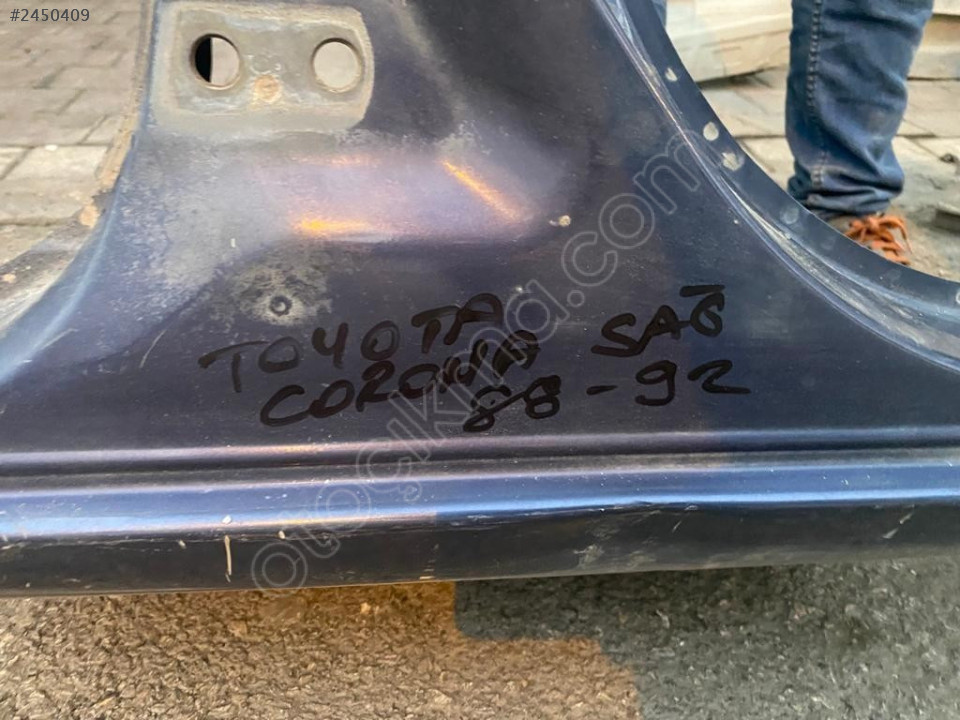 #2450409
otocikma.com
TOYOTA SAĞ
CORONA 88-92